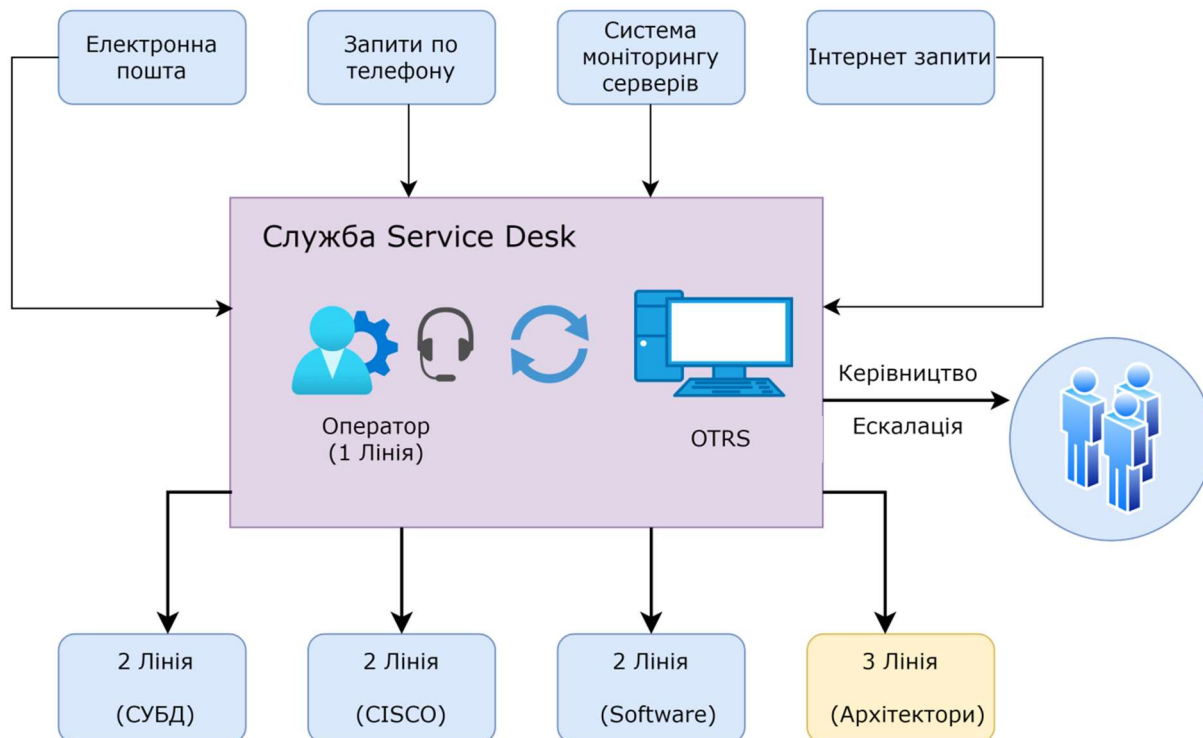 Електронна
пошта
Запити по
телефону
Система
моніторингу
серверів
Інтернет запити
Служба Service Desk
Оператор
(1 Лінія)
OTRS
Керівництво
Ескалація
2 Лінія
(СУБД)
2 Лінія
(CISCO)
2 Лінія
(Software)
3 Лінія
(Архітектори)